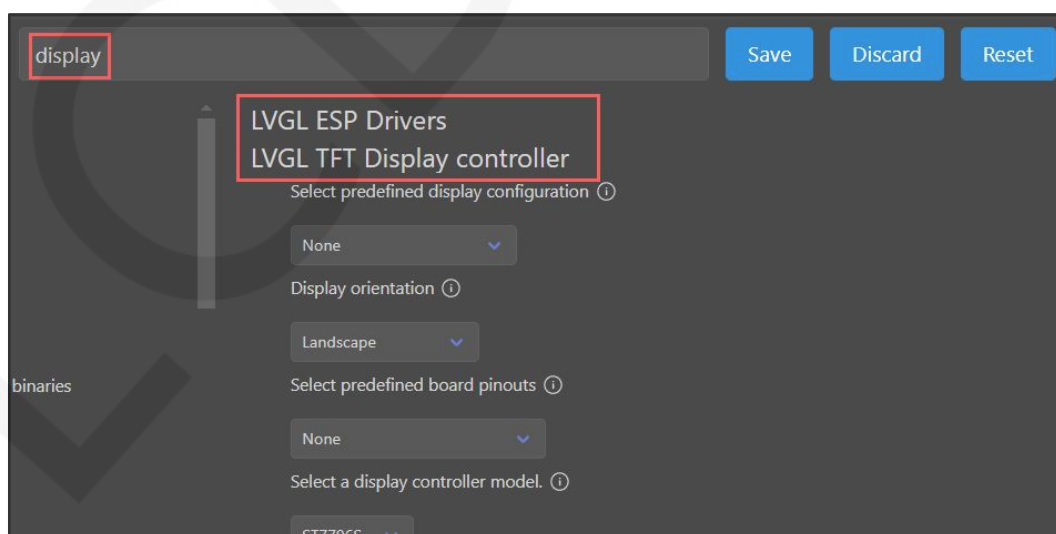 display
Save
Discard
Reset
LVGL ESP Drivers
LVGL TFT Display controller
Select predefined display configuration
None
Display orientation
Landscape
binaries
Select predefined board pinouts
None
Select a display controller model.